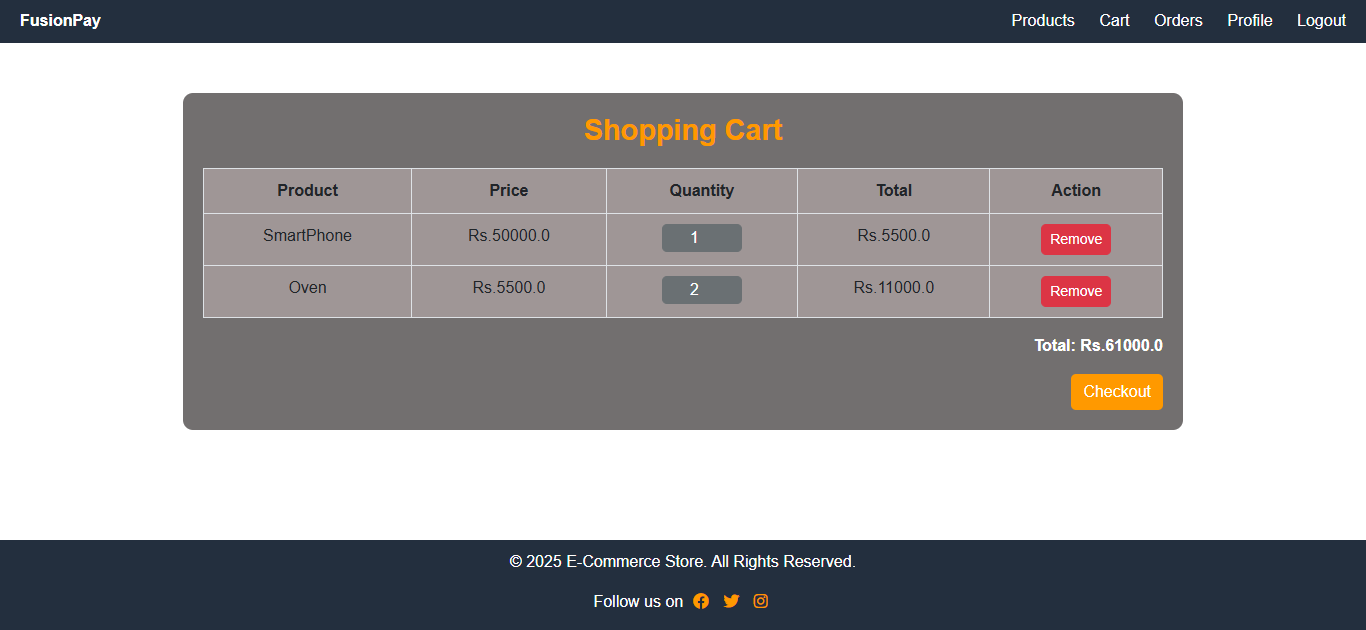 FusionPay Products Cart Orders Profile Logout
Shopping Cart
Product Price Quantity Total Action
SmartPhone Rs.50000.0 1 Rs.5500.0 Remove
Oven Rs.5500.0 2 Rs.11000.0 Remove
Total: Rs.61000.0
Checkout
© 2025 E-Commerce Store. All Rights Reserved.
Follow us on